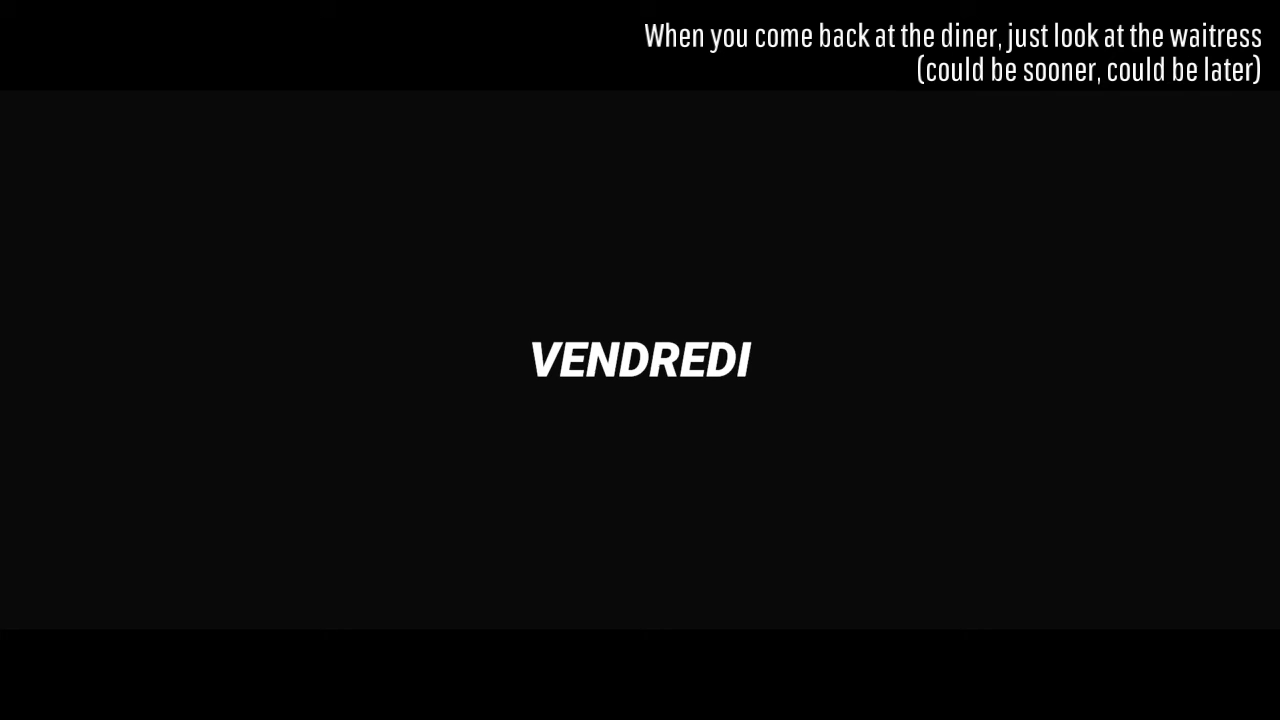 When you come back at the diner, just look at the waitress
(could be sooner, could be later)
VENDREDI